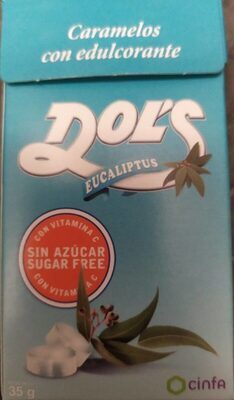 Caramelos
con edulcorante
DOL'S
EUCALIPTUS
CON VITAMINA C
SIN AZÚCAR
SUGAR FREE
CON VITAMINA C
35 g
cinfa